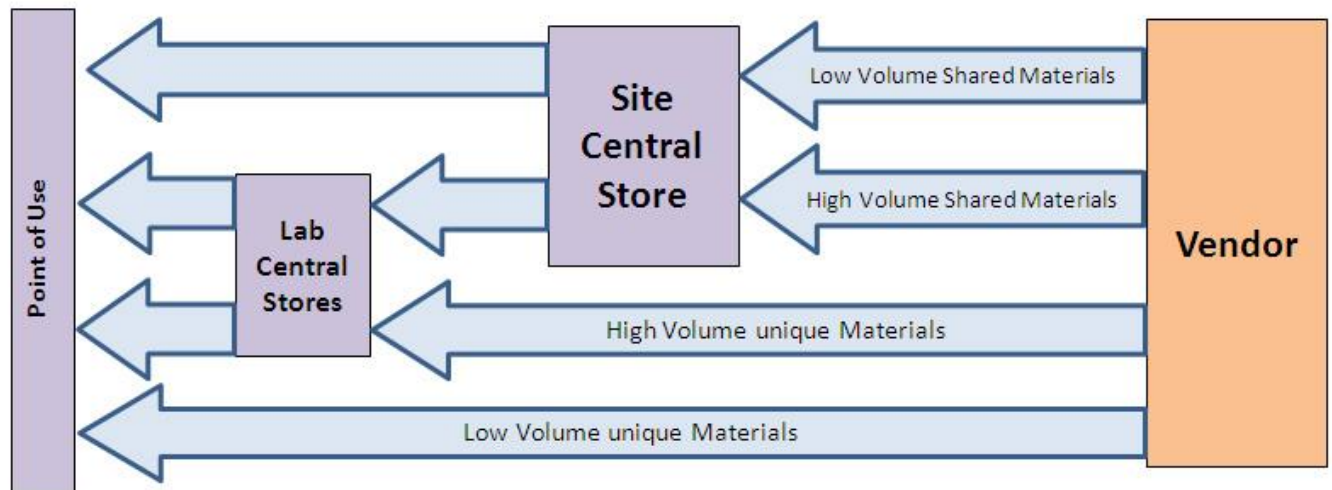 Point of Use
Lab
Central
Stores
Site
Central
Store
Low Volume Shared Materials
High Volume Shared Materials
High Volume unique Materials
Low Volume unique Materials
Vendor